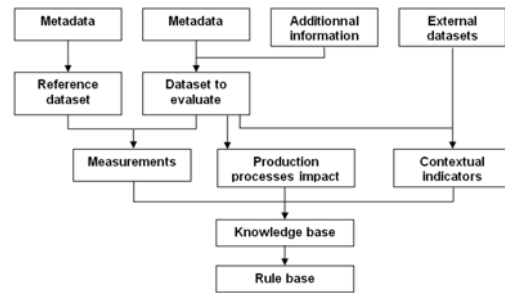 Metadata
Metadata
Additionnal
information
External
datasets
Reference
dataset
Dataset to
evaluate
Measurements
Production
processes impact
Contextual
indicators
Knowledge base
Rule base